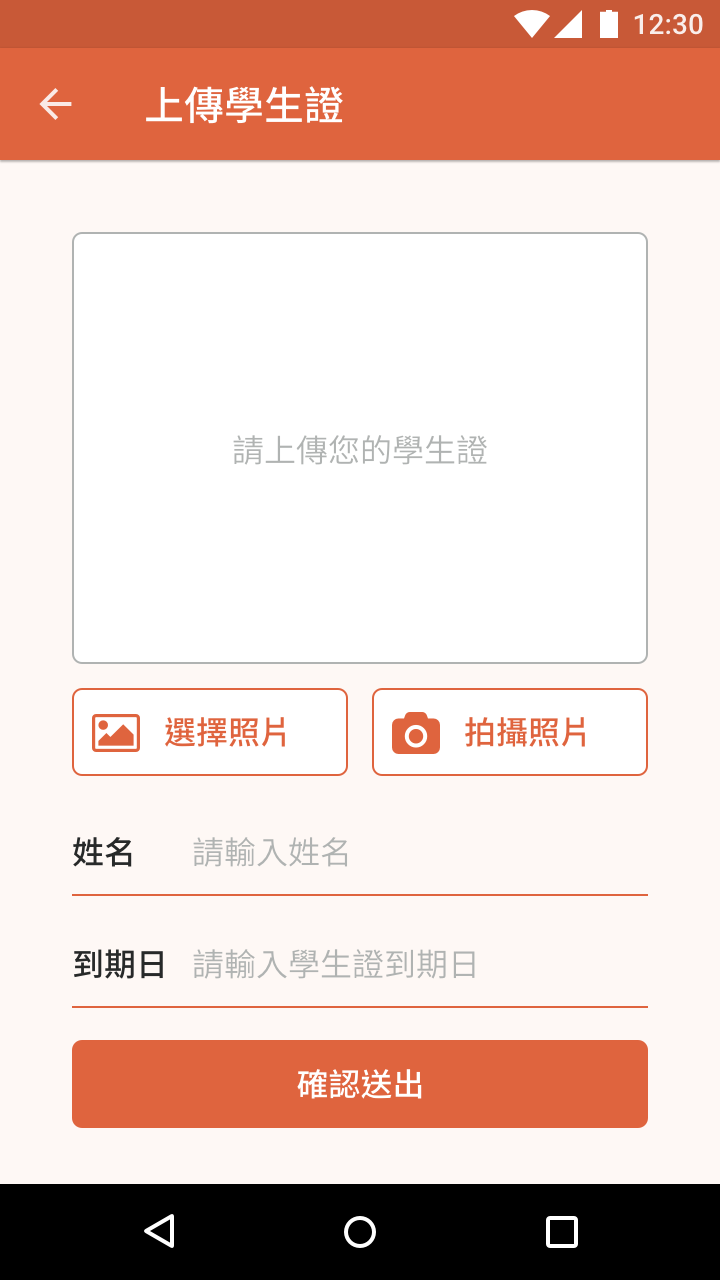 12:30
上傳學生證
請上傳您的學生證
選擇照片
拍攝照片
姓名 請輸入姓名
到期日 請輸入學生證到期日
確認送出